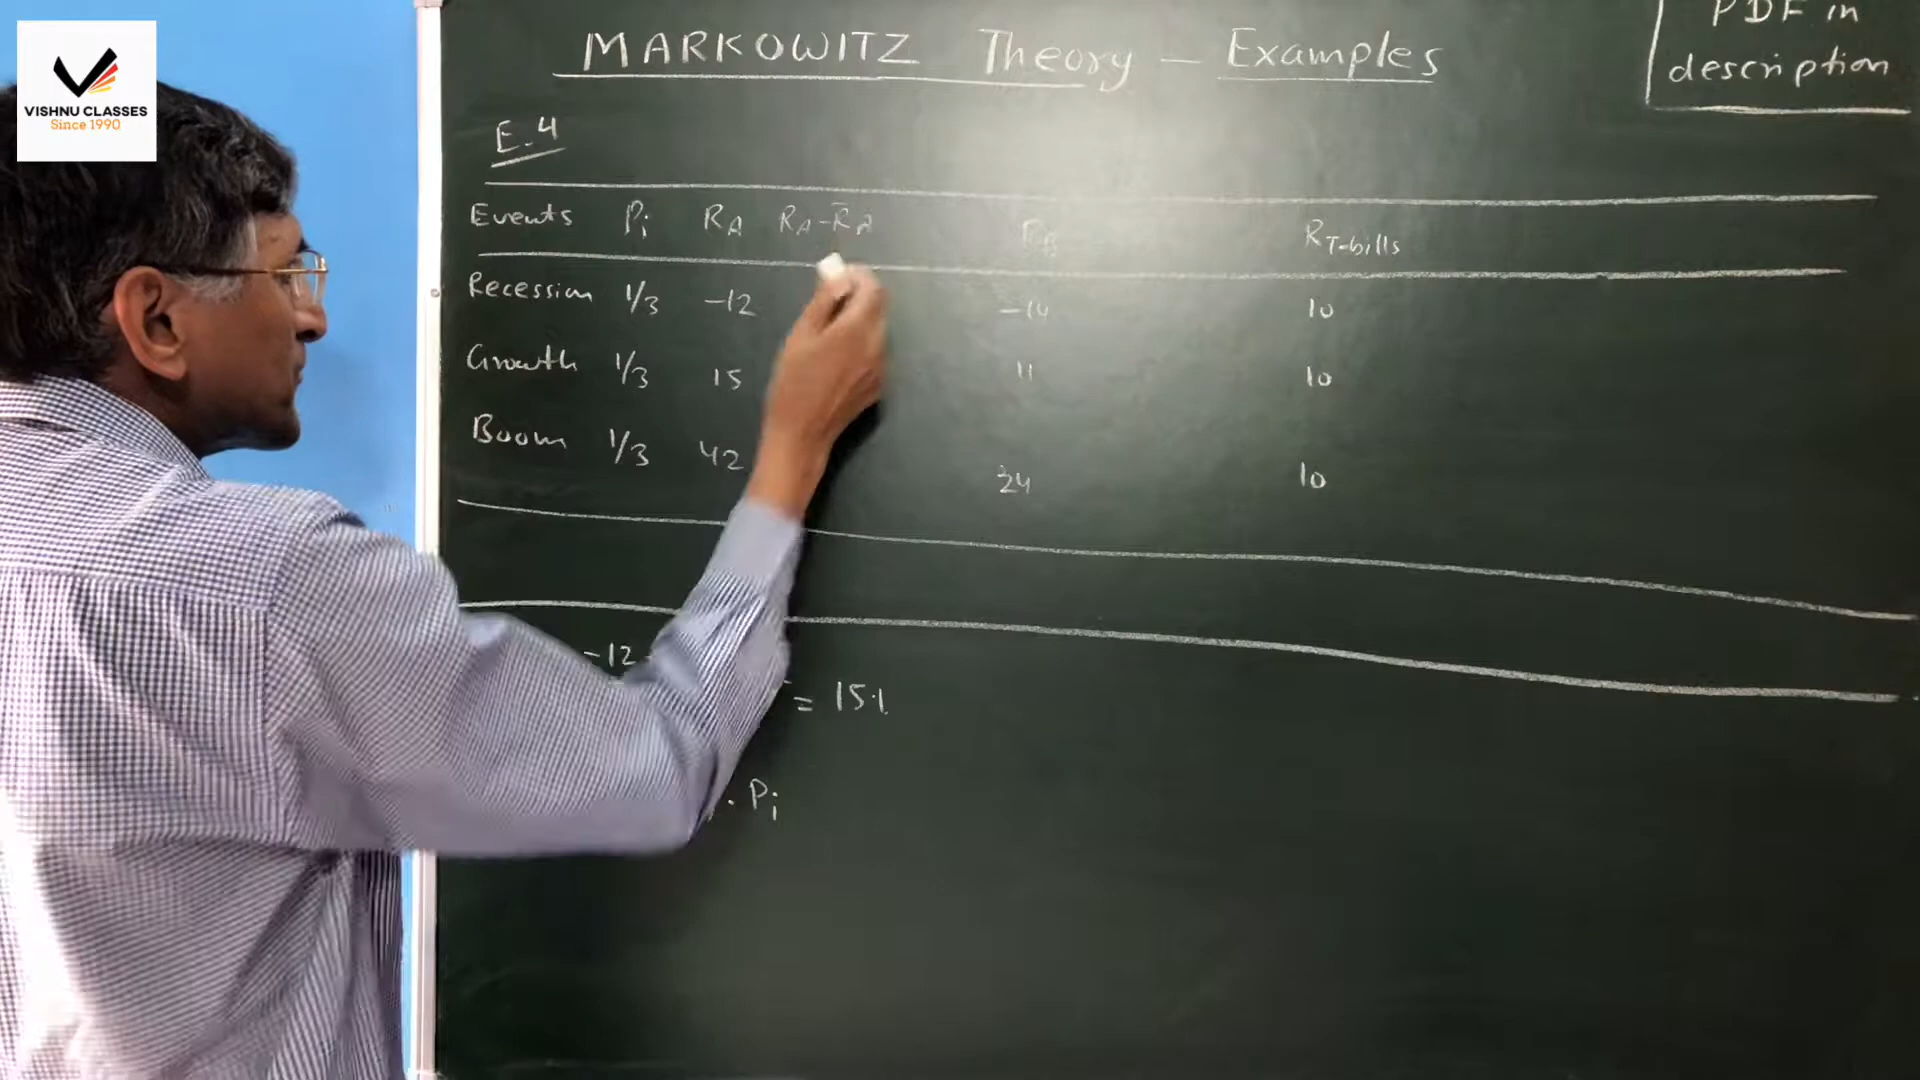 VISHNU CLASSES
Since 1990
MARKOWITZ Theory - Examples
PDF in
description
E.4
Events Pi RA RA-R̄A RB RT-bills
Recession 1/3 -12 -14 10
Growth 1/3 15 11 10
Boom 1/3 42 24 10
-12
= 15%
. Pi